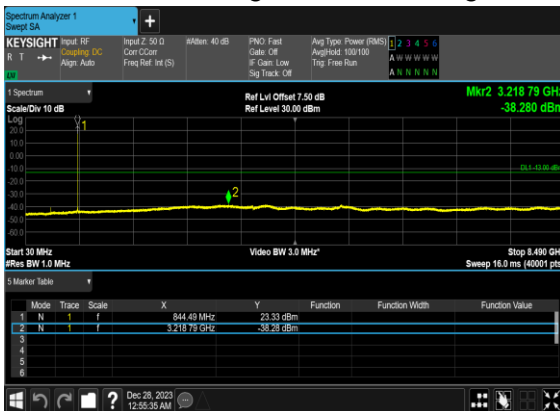 Spectrum Analyzer 1
Swept SA
+
KEYSIGHT Input: RF Input Z: 50 Ω #Atten: 40 dB PNO: Fast Avg Type: Power (RMS) 1 2 3 4 5 6
R T Coupling: DC Corr CCorr Gate: Off Avg|Hold: 100/100 A W W W W W
Align: Auto Freq Ref: Int (S) IF Gain: Low Trig: Free Run
Sig Track: Off A N N N N N
LV
1 Spectrum Ref Lvl Offset 7.50 dB Mkr2 3.218 79 GHz
Scale/Div 10 dB Ref Level 30.00 dBm -38.280 dBm
Log
20.0
10.0
0.00
-10.0
-20.0
-30.0
-40.0
-50.0
-60.0
1
2
DL1 -13.00 dBm
Start 30 MHz Video BW 3.0 MHz* Stop 8.490 GHz
#Res BW 1.0 MHz Sweep 16.0 ms (40001 pts)
5 Marker Table
Mode Trace Scale X Y Function Function Width Function Value
1 N 1 f 844.49 MHz 23.33 dBm
2 N 1 f 3.218 79 GHz -38.28 dBm
3
4
5
6
? Dec 28, 2023
12:55:35 AM